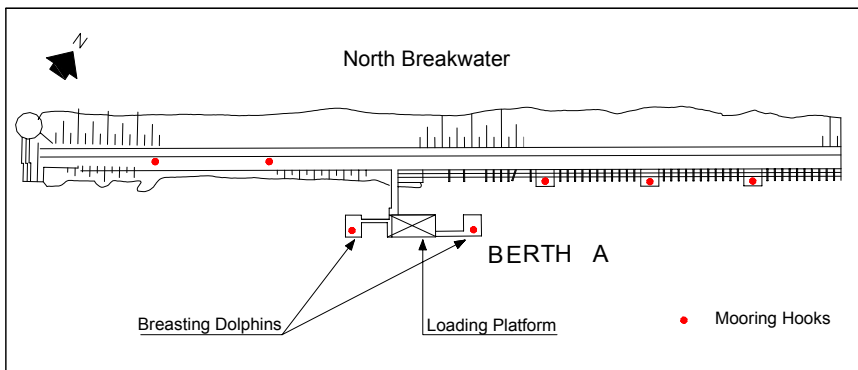 N
North Breakwater
BERTH A
Breasting Dolphins
Loading Platform
Mooring Hooks